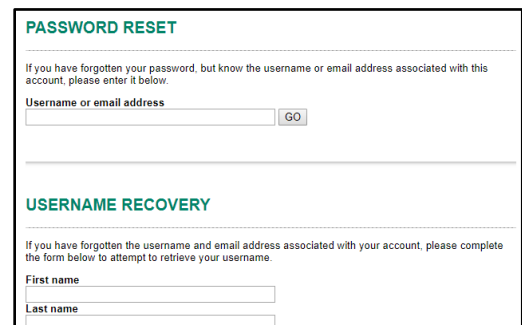 PASSWORD RESET
If you have forgotten your password, but know the username or email address associated with this
account, please enter it below.
Username or email address
GO
USERNAME RECOVERY
If you have forgotten the username and email address associated with your account, please complete
the form below to attempt to retrieve your username.
First name
Last name